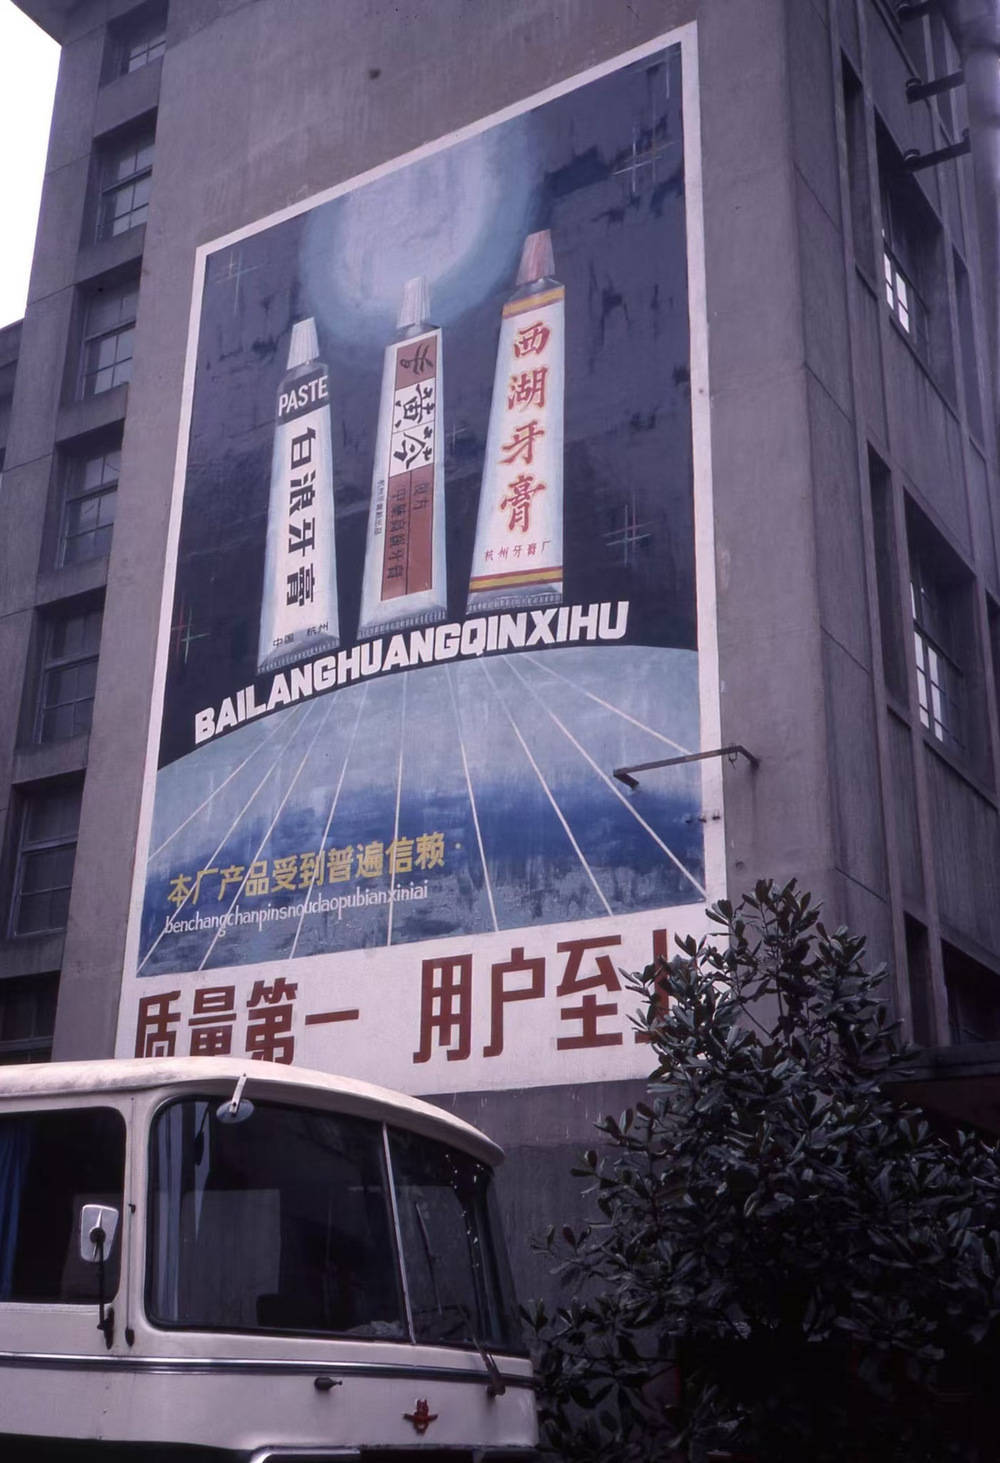 PASTE
白浪牙膏
中国 杭州
黄芩
西湖牙膏
杭州牙膏厂
BAILANGHUANGQINXIHU
本厂产品受到普遍信赖·
benchangchanpinsnoudaopubianxiniai
质量第一 用户至上